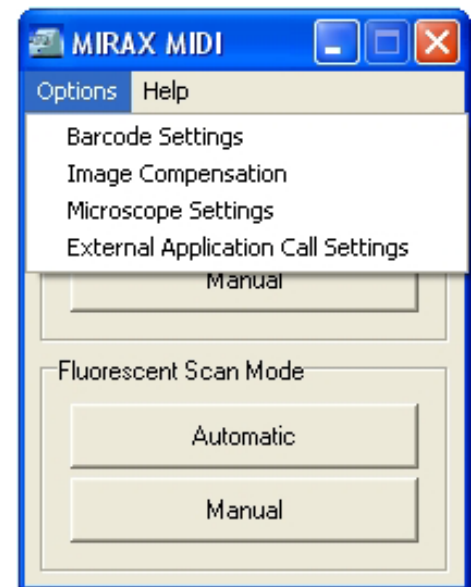 MIRAX MIDI
Options Help
Barcode Settings
Image Compensation
Microscope Settings
External Application Call Settings
Manual
Fluorescent Scan Mode
Automatic
Manual